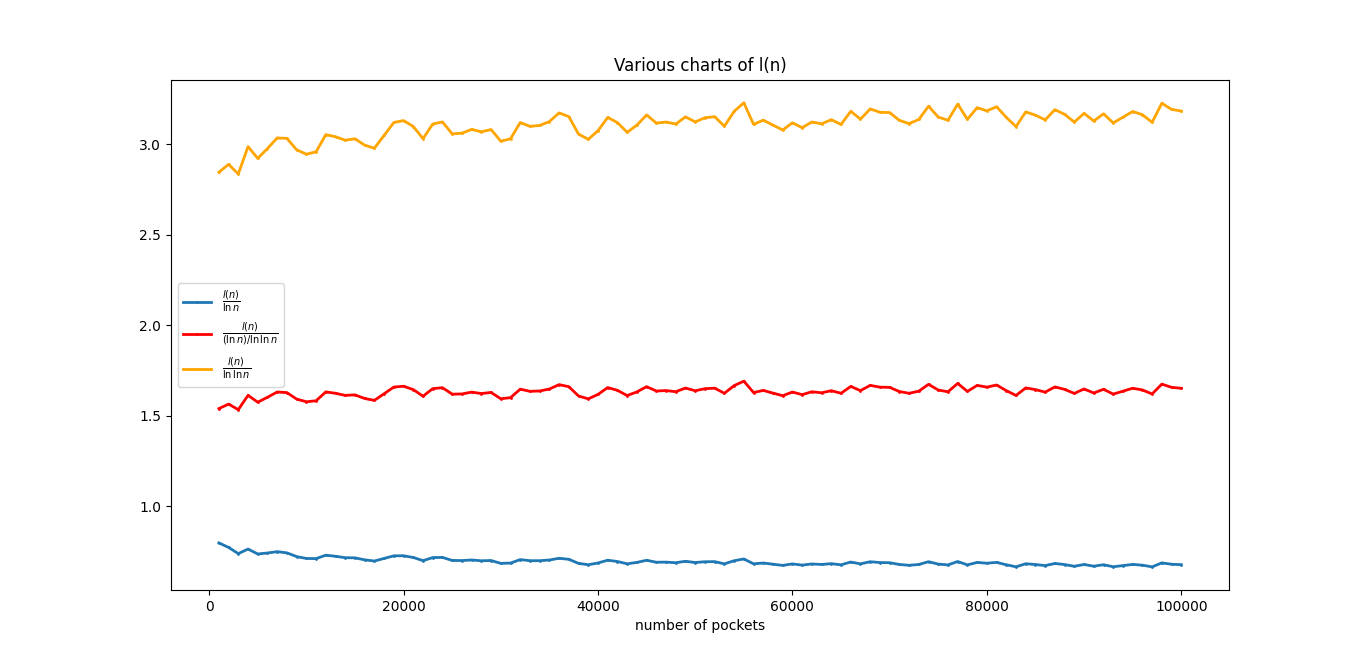 Various charts of l(n)
3.0
2.5
2.0
1.5
1.0
l(n)
ln n
l(n)
(ln n)/ln ln n
l(n)
ln ln n
0 20000 40000 60000 80000 100000
number of pockets